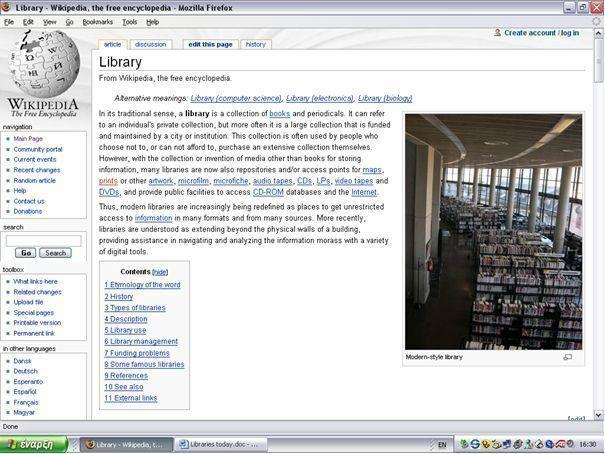 Library - Wikipedia, the free encyclopedia - Mozilla Firefox
File Edit View Go Bookmarks Tools Help
Create account / log in
article discussion edit this page history
WIKIPEDIA
The Free Encyclopedia
navigation
Main Page
Community portal
Current events
Recent changes
Random article
Help
Contact us
Donations
search
Go Search
toolbox
What links here
Related changes
Upload file
Special pages
Printable version
Permanent link
in other languages
Dansk
Deutsch
Esperanto
Español
Français
Magyar
Library
From Wikipedia, the free encyclopedia.
Alternative meanings: Library (computer science), Library (electronics), Library (biology)
In its traditional sense, a library is a collection of books and periodicals. It can refer
to an individual's private collection, but more often it is a large collection that is funded
and maintained by a city or institution. This collection is often used by people who
choose not to, or can not afford to, purchase an extensive collection themselves.
However, with the collection or invention of media other than books for storing
information, many libraries are now also repositories and/or access points for maps,
prints or other artwork, microfilm, microfiche, audio tapes, CDs, LPs, video tapes and
DVDs, and provide public facilities to access CD-ROM databases and the Internet.
Thus, modern libraries are increasingly being redefined as places to get unrestricted
access to information in many formats and from many sources. More recently,
libraries are understood as extending beyond the physical walls of a building,
providing assistance in navigating and analyzing the information morass with a variety
of digital tools.
Modern-style library
Contents [hide]
1 Etymology of the word
2 History
3 Types of libraries
4 Description
5 Library use
6 Library management
7 Funding problems
8 Some famous libraries
9 References
10 See also
11 External links
[edit]
Done
έναρξη
Library - Wikipedia, t...
Libraries today.doc - ...
EN
16:30